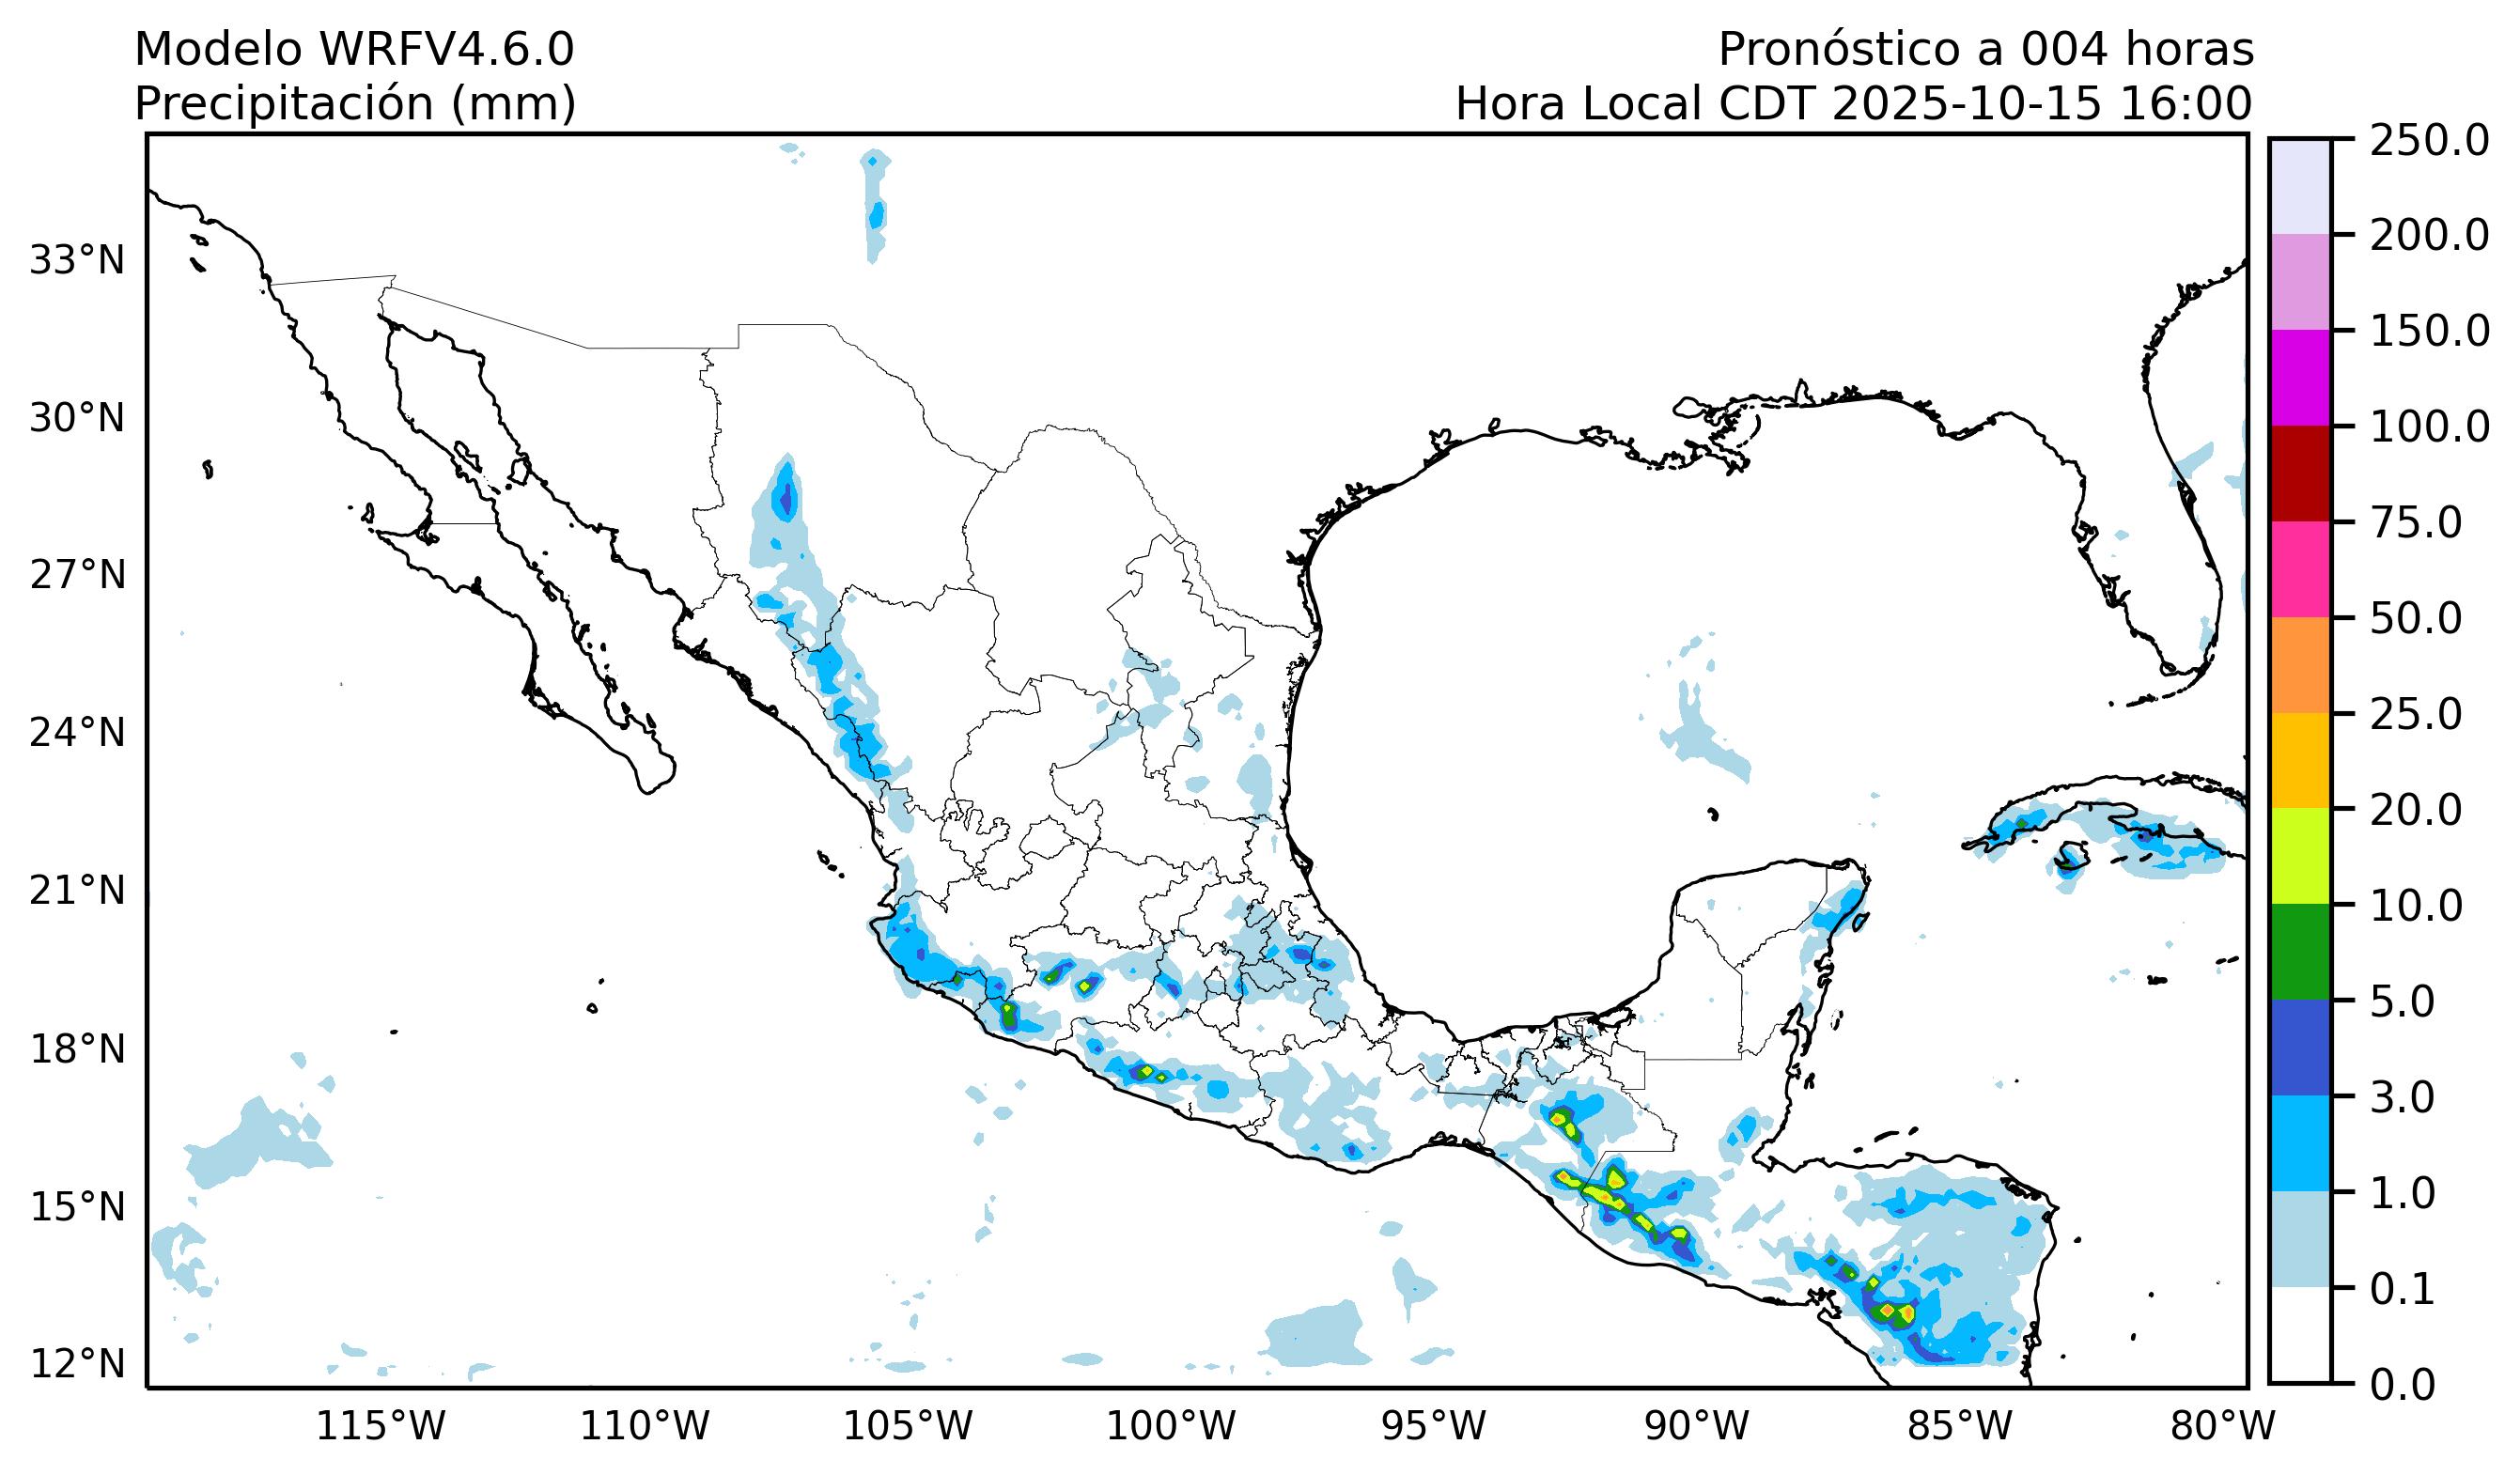 Modelo WRFV4.6.0
Precipitación (mm)
Pronóstico a 004 horas
Hora Local CDT 2025-10-15 16:00
33°N
30°N
27°N
24°N
21°N
18°N
15°N
12°N
115°W
110°W
105°W
100°W
95°W
90°W
85°W
80°W
250.0
200.0
150.0
100.0
75.0
50.0
25.0
20.0
10.0
5.0
3.0
1.0
0.1
0.0